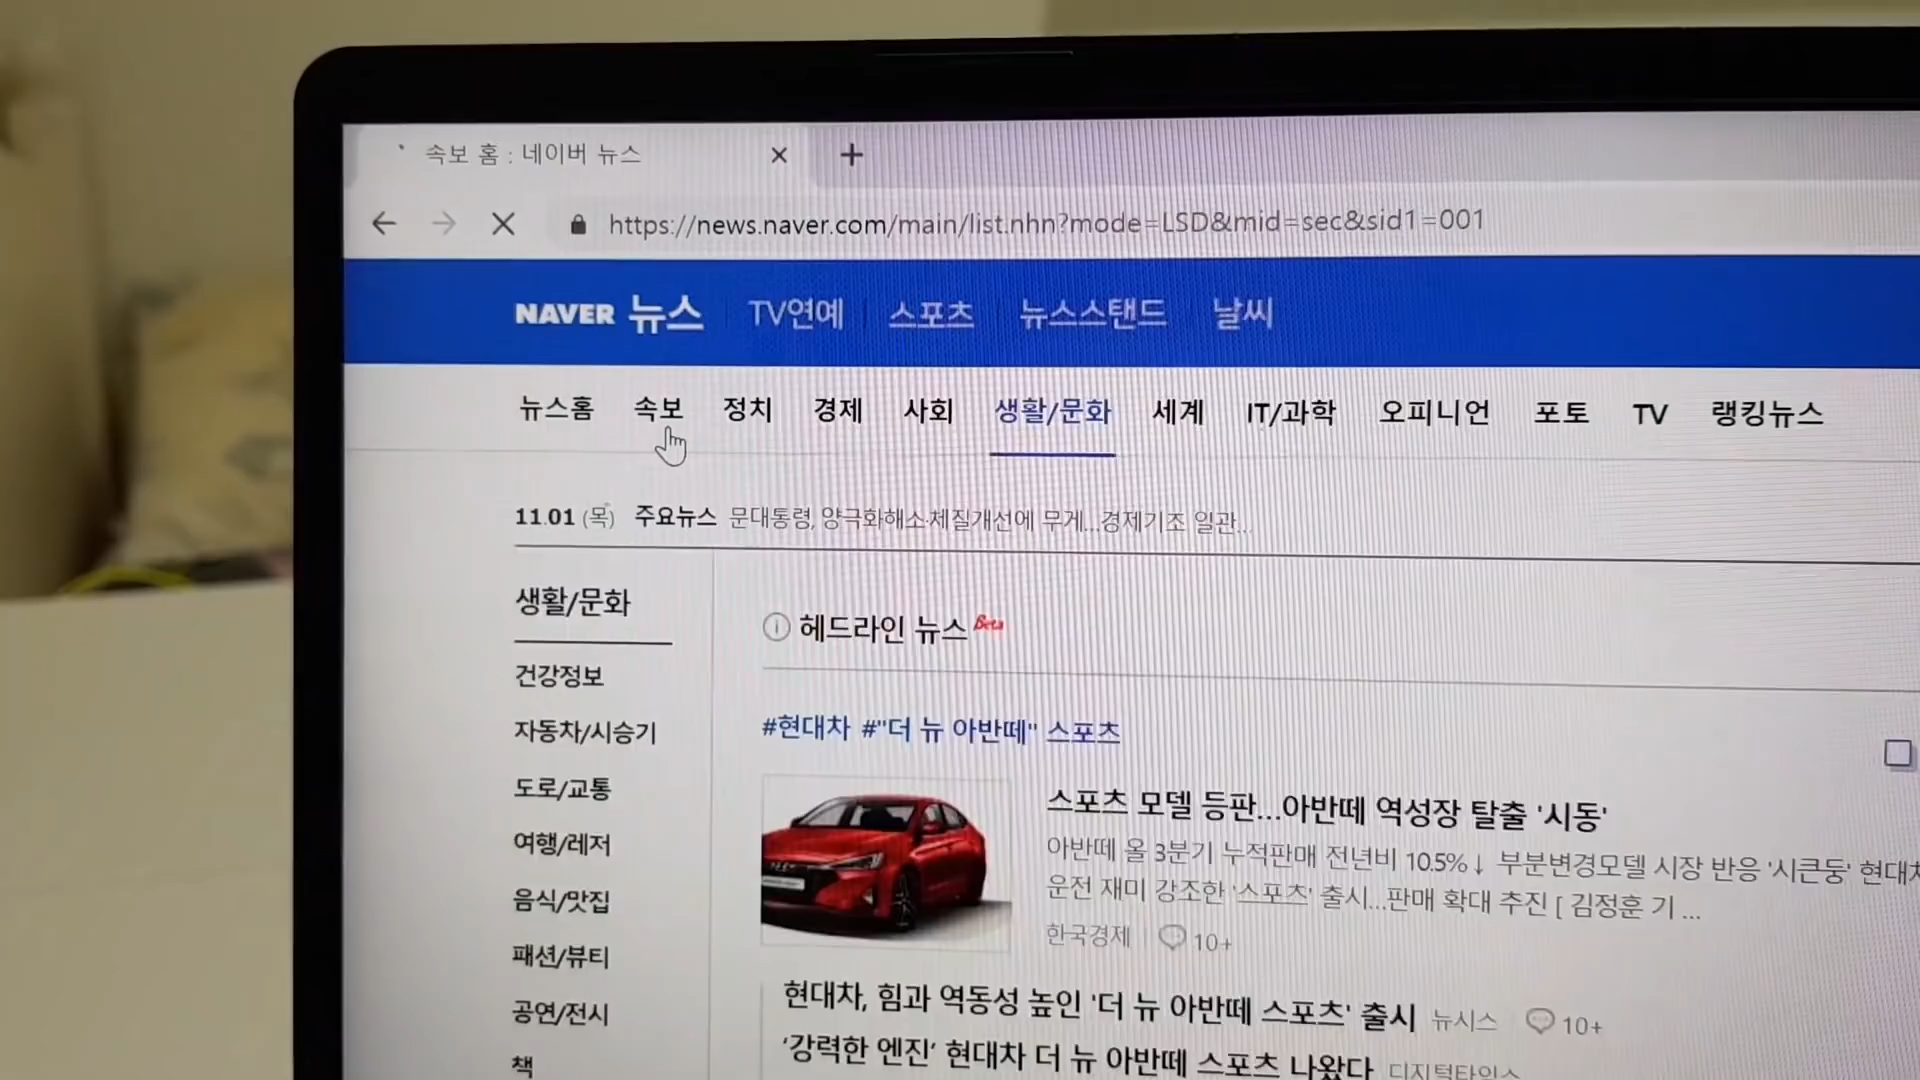 속보 홈 : 네이버 뉴스
https://news.naver.com/main/list.nhn?mode=LSD&mid=sec&sid1=001
NAVER 뉴스 TV연예 스포츠 뉴스스탠드 날씨
뉴스홈 속보 정치 경제 사회 생활/문화 세계 IT/과학 오피니언 포토 TV 랭킹뉴스
11.01 (목) 주요뉴스 문대통령, 양극화해소·체질개선에 무게...경제기조 일관...
생활/문화
건강정보
자동차/시승기
도로/교통
여행/레저
음식/맛집
패션/뷰티
공연/전시
책
헤드라인 뉴스 Beta
#현대차 #"더 뉴 아반떼" 스포츠
스포츠 모델 등판...아반떼 역성장 탈출 '시동'
아반떼 올 3분기 누적판매 전년비 10.5%↓ 부분변경모델 시장 반응 '시큰둥' 현대차
운전 재미 강조한 '스포츠' 출시...판매 확대 추진 [ 김정훈 기 ...
한국경제 10+
현대차, 힘과 역동성 높인 '더 뉴 아반떼 스포츠' 출시 뉴시스 10+
‘강력한 엔진’ 현대차 더 뉴 아반떼 스포츠 나왔다 디지털타임스